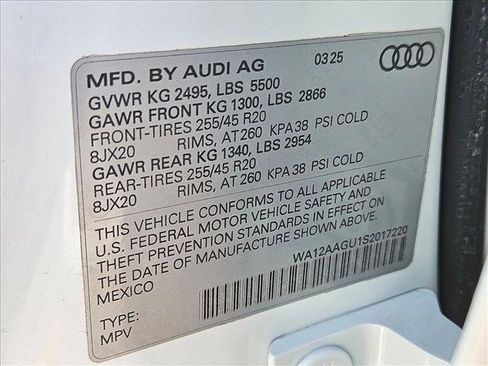 MFD. BY AUDI AG 03 25
GVWR KG 2495, LBS 5500
GAWR FRONT KG 1300, LBS 2866
FRONT-TIRES 255/45 R20
8JX20 RIMS, AT 260 KPA 38 PSI COLD
GAWR REAR KG 1340, LBS 2954
REAR-TIRES 255/45 R20
8JX20 RIMS, AT 260 KPA 38 PSI COLD
THIS VEHICLE CONFORMS TO ALL APPLICABLE
U.S. FEDERAL MOTOR VEHICLE SAFETY AND
THEFT PREVENTION STANDARDS IN EFFECT ON
THE DATE OF MANUFACTURE SHOWN ABOVE.
MEXICO
WA12AAGU1S2017220
TYPE:
MPV